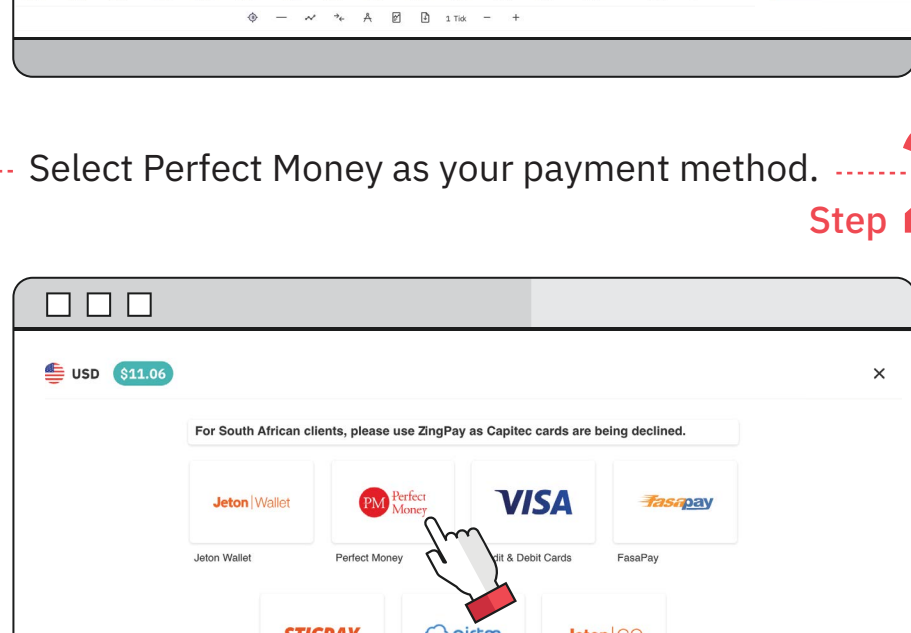 1 Tick
Select Perfect Money as your payment method.
Step
USD $11.06
For South African clients, please use ZingPay as Capitec cards are being declined.
Jeton Wallet
PM Perfect Money
VISA
Fasapay
Jeton Wallet
Perfect Money
dit & Debit Cards
FasaPay
Jeton